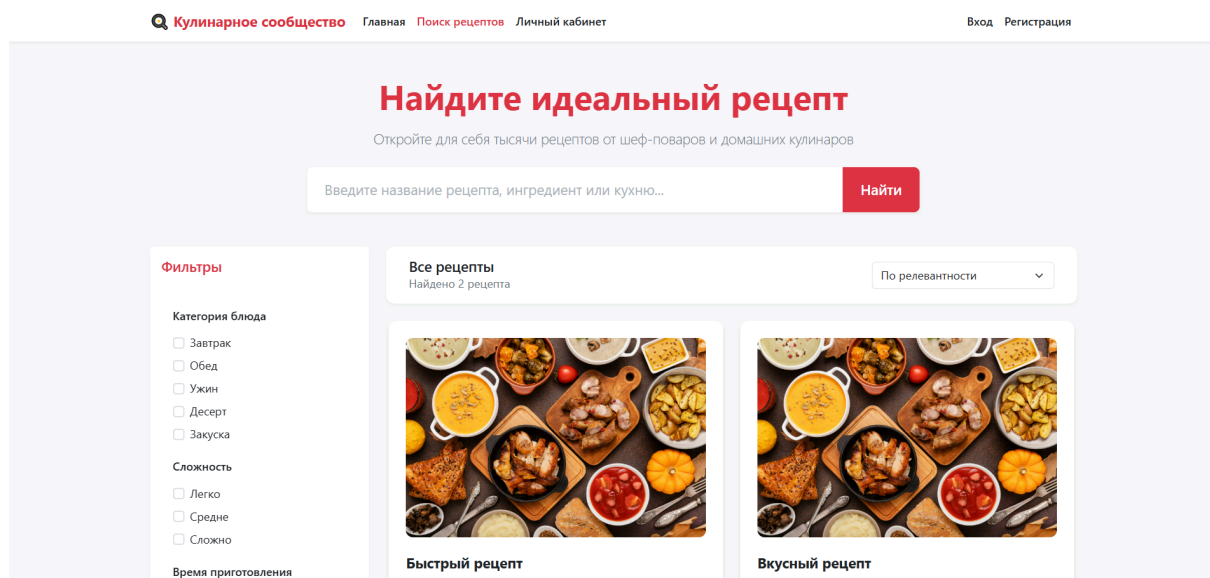 Кулинарное сообщество Главная Поиск рецептов Личный кабинет Вход Регистрация
Найдите идеальный рецепт
Откройте для себя тысячи рецептов от шеф-поваров и домашних кулинаров
Введите название рецепта, ингредиент или кухню... Найти
Фильтры
Категория блюда
Завтрак
Обед
Ужин
Десерт
Закуска
Сложность
Легко
Средне
Сложно
Время приготовления
Все рецепты
Найдено 2 рецепта
По релевантности
Быстрый рецепт
Вкусный рецепт